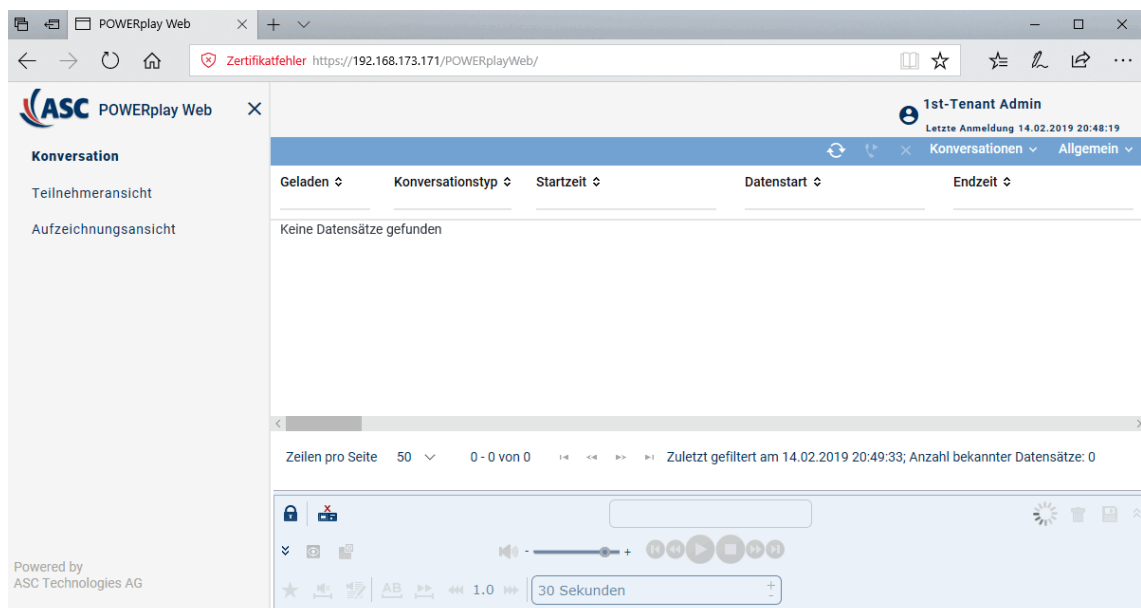 POWERplay Web
Zertifikatfehler https://192.168.173.171/POWERplayWeb/
ASC POWERplay Web
1st-Tenant Admin
Letzte Anmeldung 14.02.2019 20:48:19
Konversation
Teilnehmeransicht
Aufzeichnungsansicht
Konversationen Allgemein
Geladen Konversationstyp Startzeit Datenstart Endzeit
Keine Datensätze gefunden
Zeilen pro Seite 50 0 - 0 von 0 Zuletzt gefiltert am 14.02.2019 20:49:33; Anzahl bekannter Datensätze: 0
- +
AB 1.0 30 Sekunden + -
Powered by
ASC Technologies AG